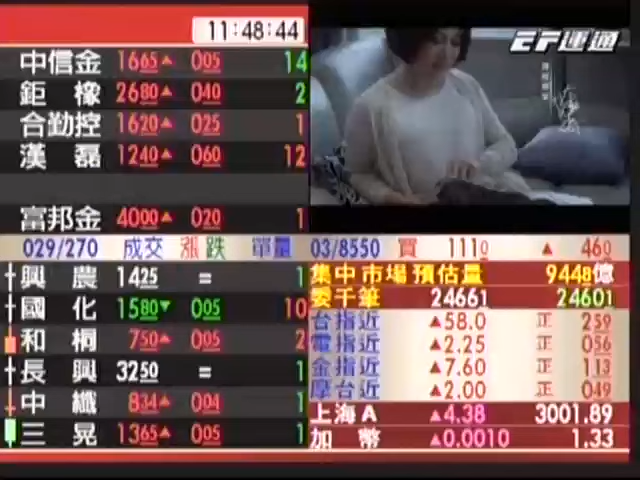 11:48:44
中信金 1665▲ 005 14
鉅橡 2680▲ 040 2
合勤控 1620▲ 025 1
漢磊 1240▲ 060 12
富邦金 4000▲ 020 1
029/270 成交 漲跌 單量
興農 1425 = 1
國化 1580▼ 005 10
和桐 750▲ 005 2
長興 3250 = 1
中纖 834▲ 004 1
三晃 1365▲ 005 1
EF運通
03/8550 買 1110 ▲ 460
集中市場預估量 9448億
委千筆 24661 24601
台指近 ▲58.0 正 259
電指近 ▲2.25 正 056
金指近 ▲7.60 正 113
摩台近 ▲2.00 正 049
上海A ▲4.38 3001.89
加幣 ▲0.0010 1.33